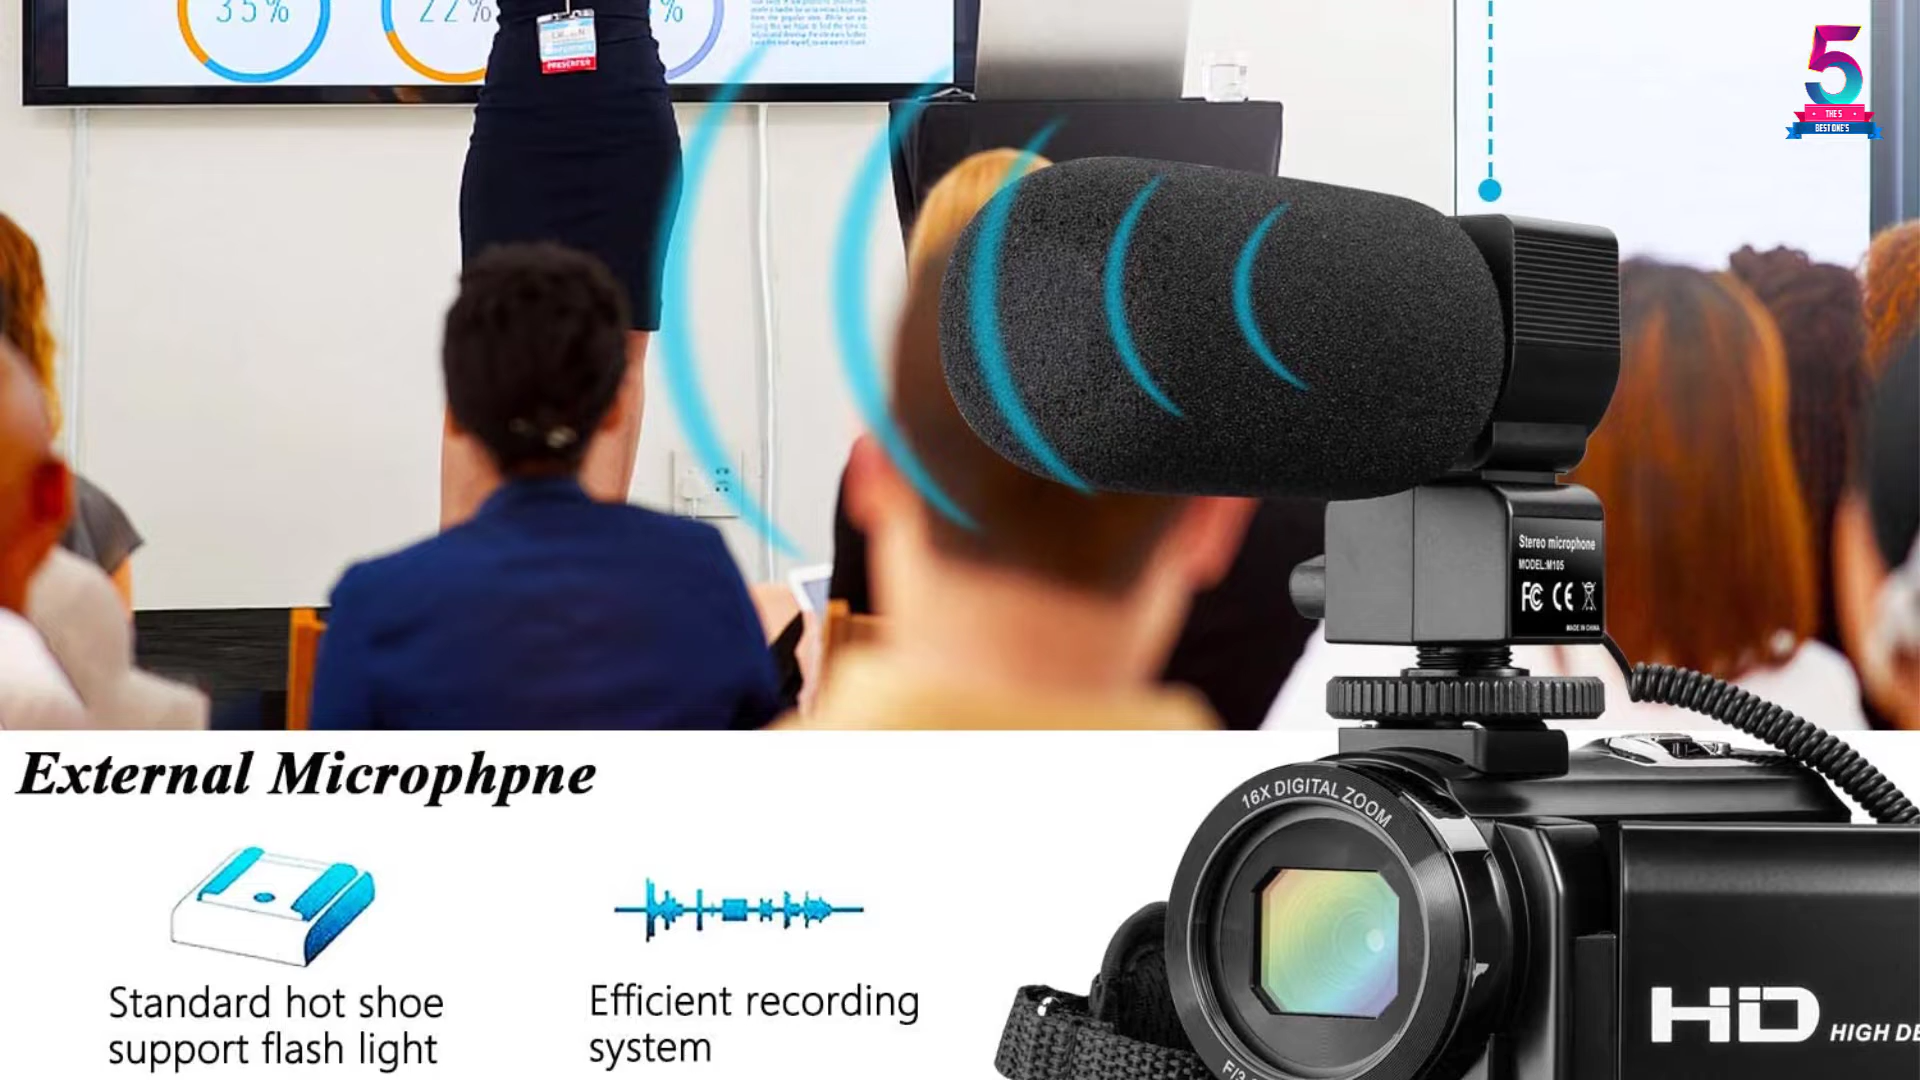 35%
22%
%
PRESENTER
5
THE 5
BEST ONE'S
Stereo microphone
MODEL:M105
FC CE
MADE IN CHINA
External Microphpne
16X DIGITAL ZOOM
Standard hot shoe
support flash light
Efficient recording
system
HD HIGH DE
F/3